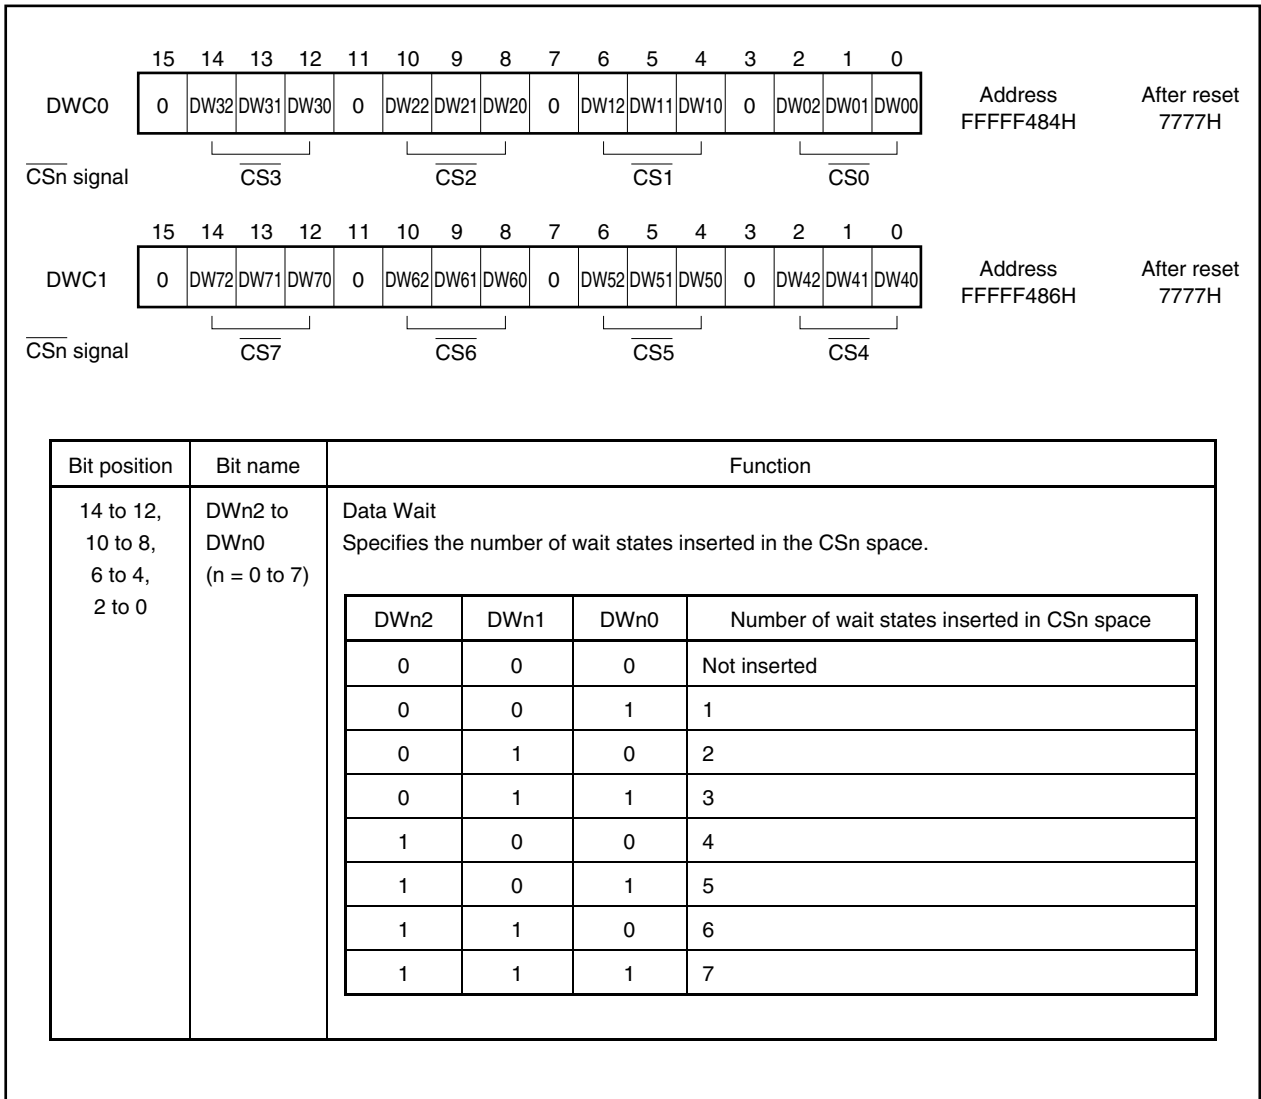 15 14 13 12 11 10 9 8 7 6 5 4 3 2 1 0
DWC0 0 DW32 DW31 DW30 0 DW22 DW21 DW20 0 DW12 DW11 DW10 0 DW02 DW01 DW00 Address After reset
FFFFF484H 7777H
CSn signal CS3 CS2 CS1 CS0
15 14 13 12 11 10 9 8 7 6 5 4 3 2 1 0
DWC1 0 DW72 DW71 DW70 0 DW62 DW61 DW60 0 DW52 DW51 DW50 0 DW42 DW41 DW40 Address After reset
FFFFF486H 7777H
CSn signal CS7 CS6 CS5 CS4
Bit position Bit name Function
14 to 12, DWn2 to Data Wait
10 to 8, DWn0 Specifies the number of wait states inserted in the CSn space.
6 to 4, (n = 0 to 7)
2 to 0
DWn2 DWn1 DWn0 Number of wait states inserted in CSn space
0 0 0 Not inserted
0 0 1 1
0 1 0 2
0 1 1 3
1 0 0 4
1 0 1 5
1 1 0 6
1 1 1 7